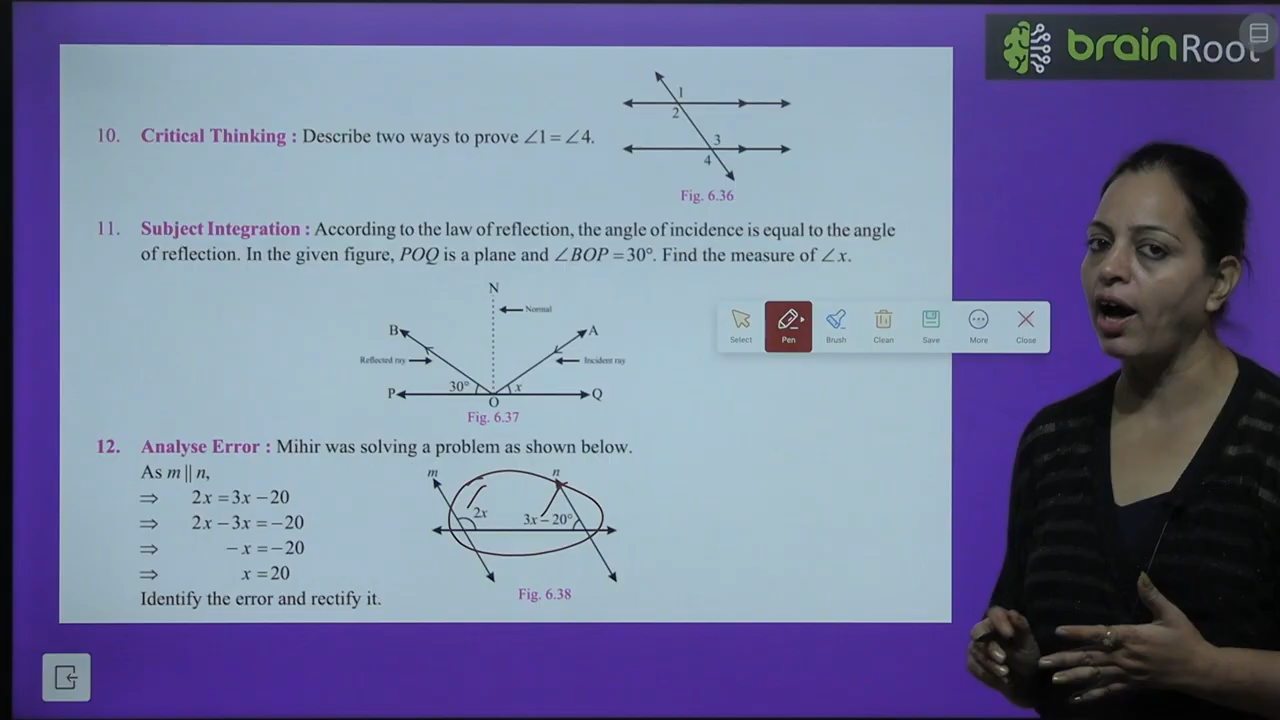 brainRoot
10. Critical Thinking : Describe two ways to prove ∠1 = ∠4.
1
2
3
4
Fig. 6.36
11. Subject Integration : According to the law of reflection, the angle of incidence is equal to the angle
of reflection. In the given figure, POQ is a plane and ∠BOP = 30°. Find the measure of ∠x.
N
Normal
B
A
Reflected ray
Incident ray
30°
x
P
O
Q
Fig. 6.37
Select
Pen
Brush
Clean
Save
More
Close
12. Analyse Error : Mihir was solving a problem as shown below.
As m || n,
⇒ 2x = 3x – 20
⇒ 2x – 3x = – 20
⇒ – x = – 20
⇒ x = 20
Identify the error and rectify it.
m
n
2x
3x – 20°
Fig. 6.38